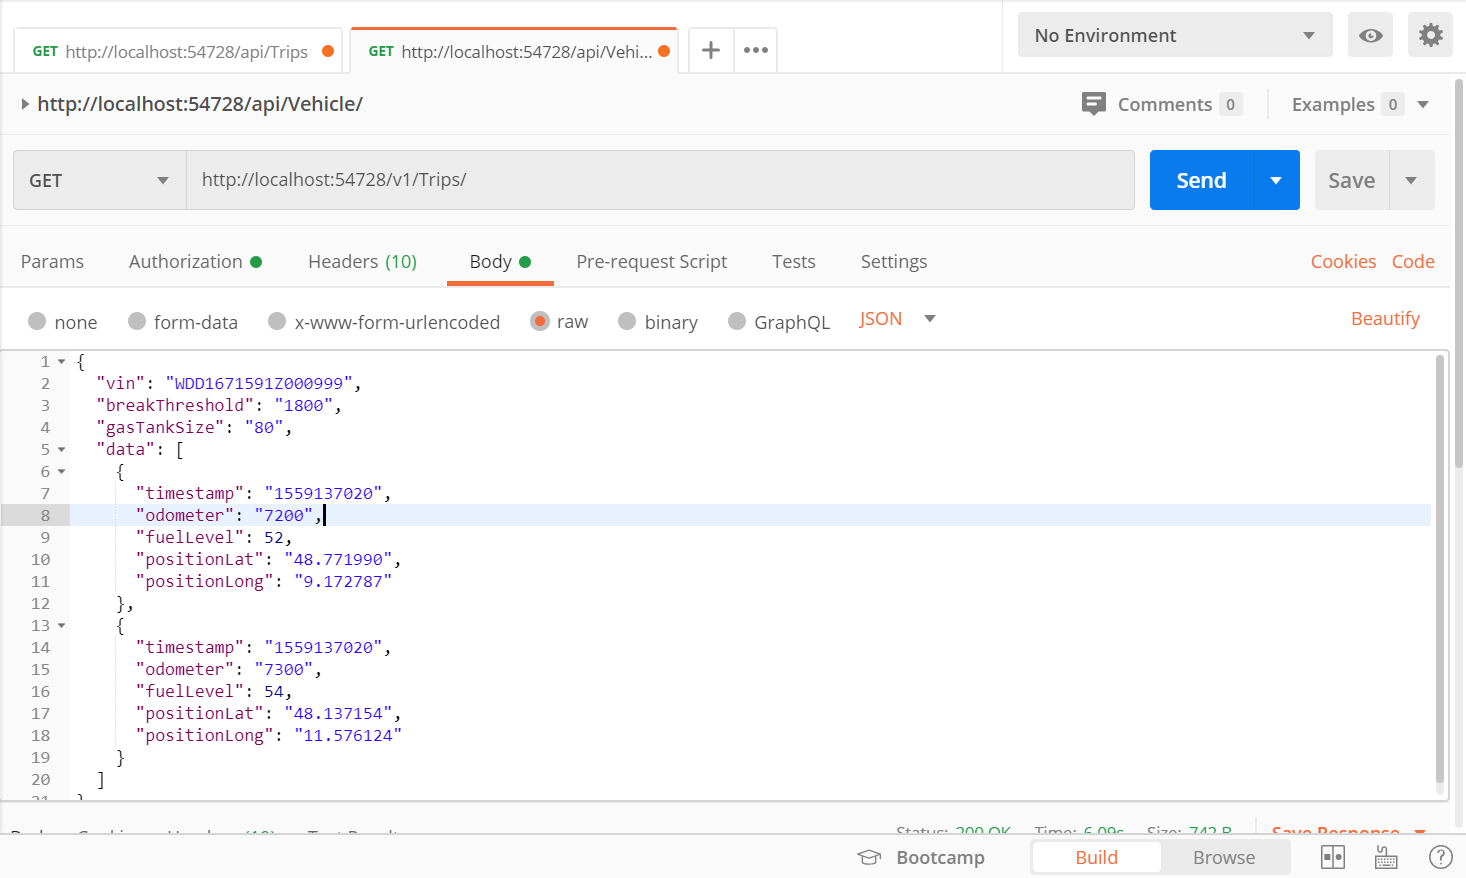 GET http://localhost:54728/api/Trips GET http://localhost:54728/api/Vehi... No Environment
http://localhost:54728/api/Vehicle/ Comments 0 Examples 0
GET http://localhost:54728/v1/Trips/ Send Save
Params Authorization Headers (10) Body Pre-request Script Tests Settings Cookies Code
none form-data x-www-form-urlencoded raw binary GraphQL JSON Beautify
1 {
2 "vin": "WDD1671591Z000999",
3 "breakThreshold": "1800",
4 "gasTankSize": "80",
5 "data": [
6 {
7 "timestamp": "1559137020",
8 "odometer": "7200",
9 "fuelLevel": 52,
10 "positionLat": "48.771990",
11 "positionLong": "9.172787"
12 },
13 {
14 "timestamp": "1559137020",
15 "odometer": "7300",
16 "fuelLevel": 54,
17 "positionLat": "48.137154",
18 "positionLong": "11.576124"
19 }
20 ]
21 }
Status: 200 OK Time: 6.09s Size: 742 B Save Response
Bootcamp Build Browse